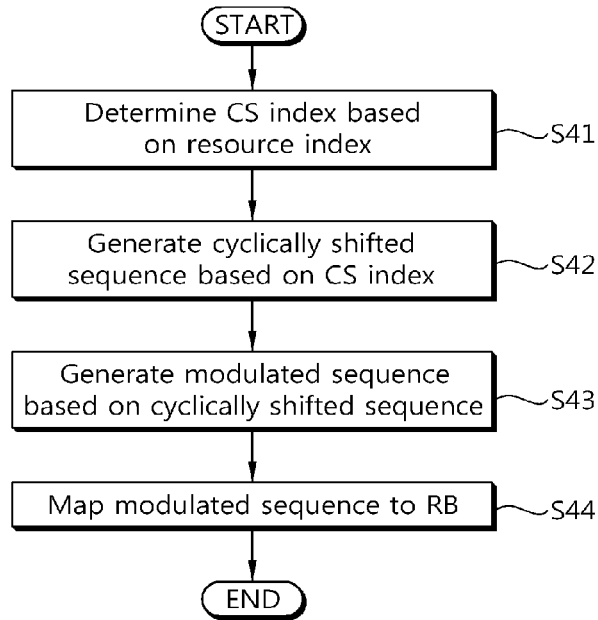 START
Determine CS index based
on resource index
S41
Generate cyclically shifted
sequence based on CS index
S42
Generate modulated sequence
based on cyclically shifted sequence
S43
Map modulated sequence to RB
S44
END